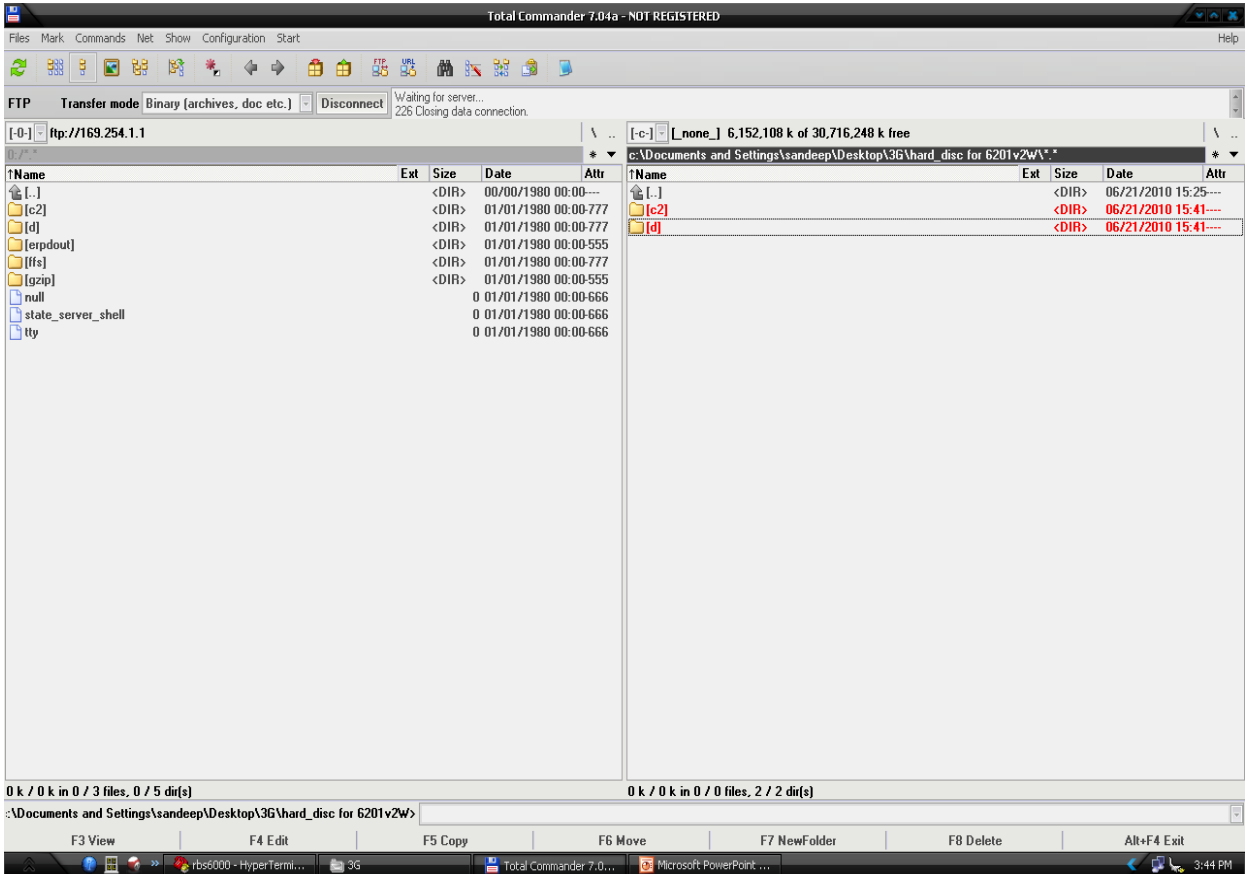 Total Commander 7.04a - NOT REGISTERED
Files Mark Commands Net Show Configuration Start Help
FTP URL
FTP Transfer mode Binary (archives, doc etc.) Disconnect Waiting for server...
226 Closing data connection.
[-0-] ftp://169.254.1.1 \ .. [-c-] [_none_] 6,152,108 k of 30,716,248 k free \ ..
0:/*.* * ▼ c:\Documents and Settings\sandeep\Desktop\3G\hard_disc for 6201v2W\*.* * ▼
↑Name Ext Size Date Attr ↑Name Ext Size Date Attr
[..] <DIR> 00/00/1980 00:00---- [..] <DIR> 06/21/2010 15:25----
[c2] <DIR> 01/01/1980 00:00-777 [c2] <DIR> 06/21/2010 15:41----
[d] <DIR> 01/01/1980 00:00-777 [d] <DIR> 06/21/2010 15:41----
[erpdout] <DIR> 01/01/1980 00:00-555
[ffs] <DIR> 01/01/1980 00:00-777
[gzip] <DIR> 01/01/1980 00:00-555
null 0 01/01/1980 00:00-666
state_server_shell 0 01/01/1980 00:00-666
tty 0 01/01/1980 00:00-666
0 k / 0 k in 0 / 3 files, 0 / 5 dir(s) 0 k / 0 k in 0 / 0 files, 2 / 2 dir(s)
:\Documents and Settings\sandeep\Desktop\3G\hard_disc for 6201v2W>
F3 View F4 Edit F5 Copy F6 Move F7 NewFolder F8 Delete Alt+F4 Exit
» rbs6000 - HyperTermi... 3G Total Commander 7.0... Microsoft PowerPoint ... 3:44 PM